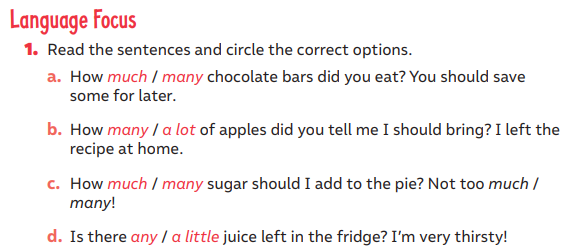 Language Focus
1. Read the sentences and circle the correct options.
a. How much / many chocolate bars did you eat? You should save
some for later.
b. How many / a lot of apples did you tell me I should bring? I left the
recipe at home.
c. How much / many sugar should I add to the pie? Not too much /
many!
d. Is there any / a little juice left in the fridge? I’m very thirsty!